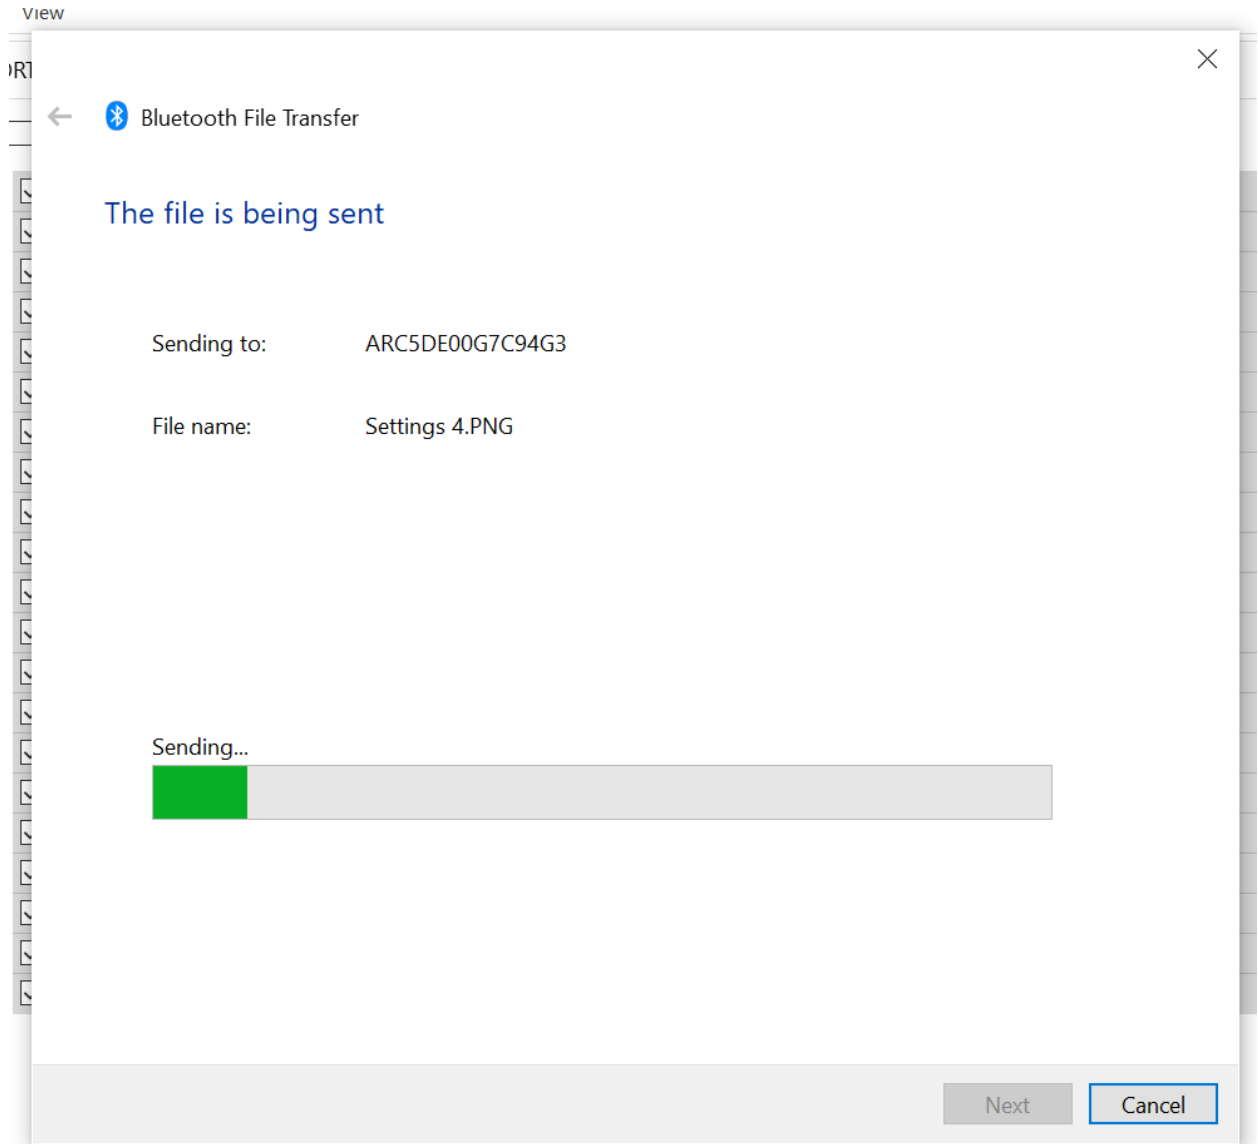 View
Bluetooth File Transfer
The file is being sent
Sending to: ARC5DE00G7C94G3
File name: Settings 4.PNG
Sending...
Next Cancel